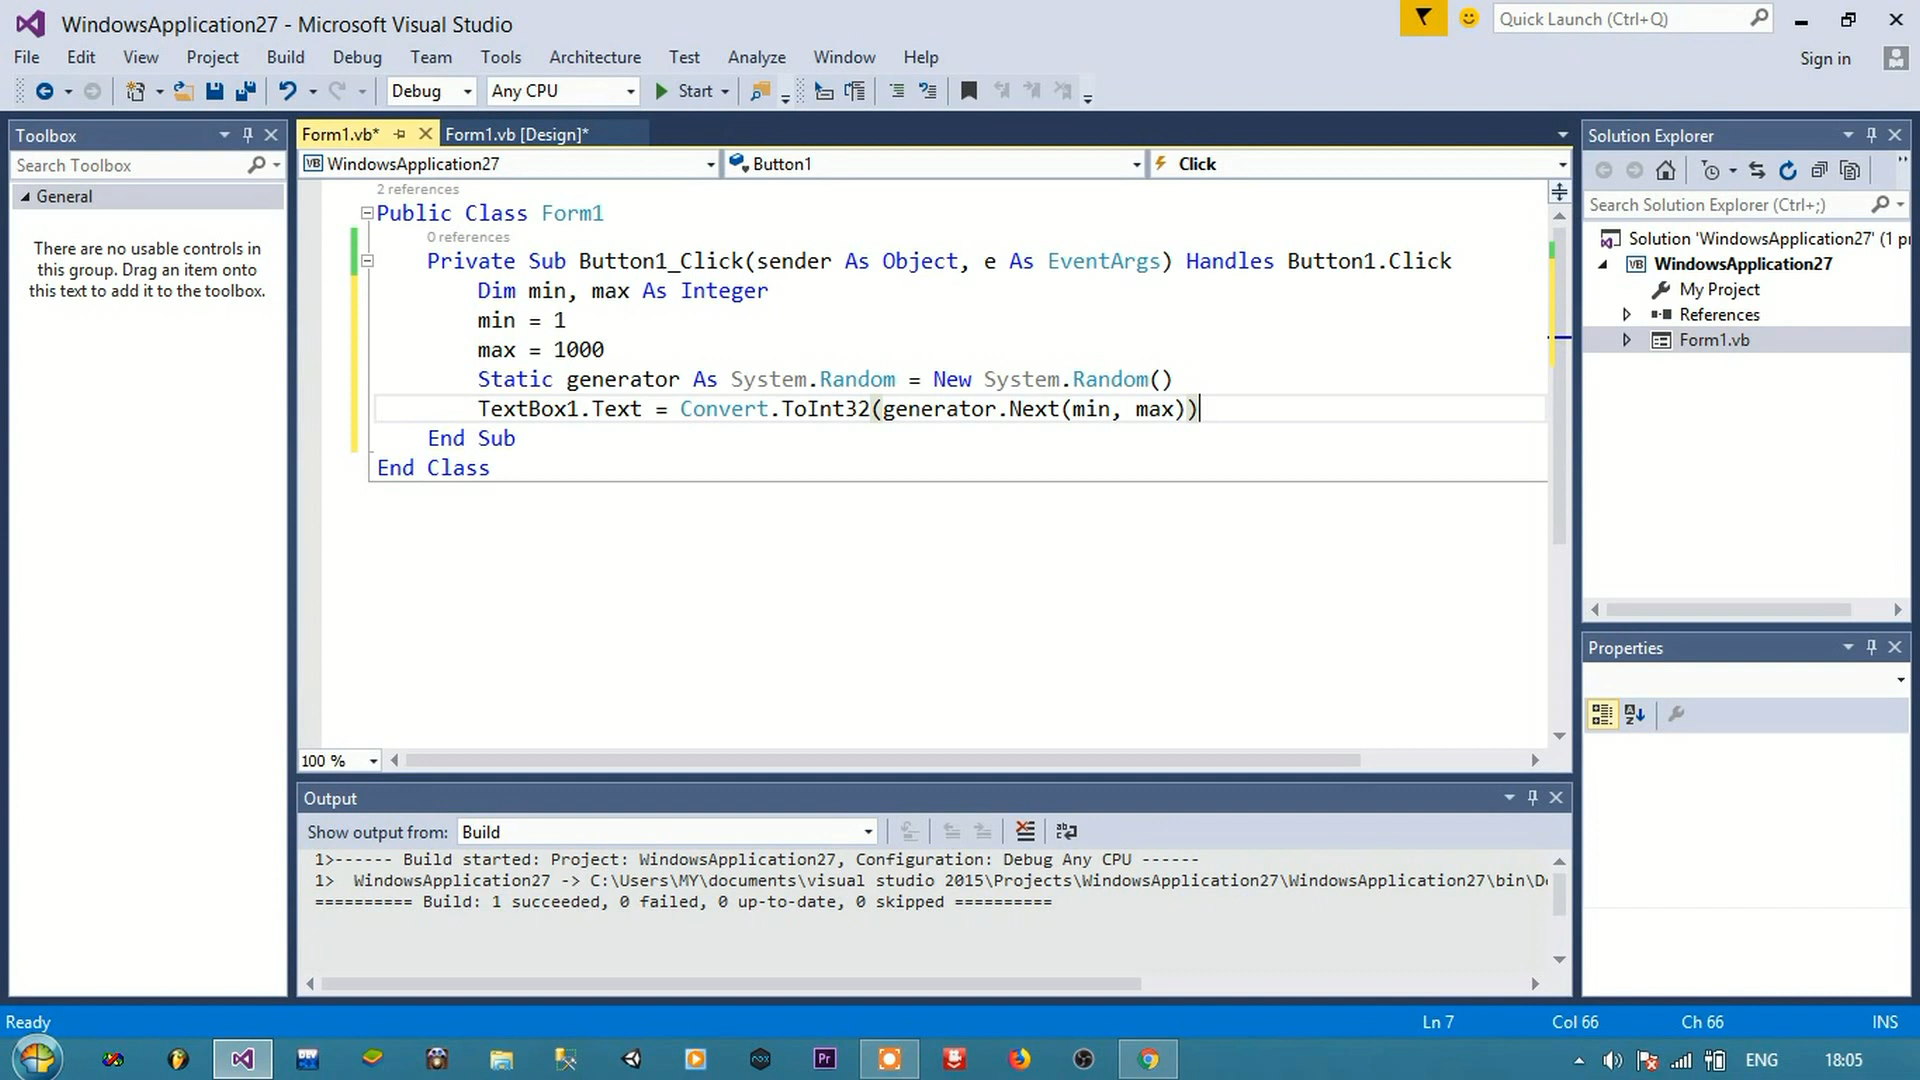 WindowsApplication27 - Microsoft Visual Studio
Quick Launch (Ctrl+Q)
File Edit View Project Build Debug Team Tools Architecture Test Analyze Window Help
Sign in
Debug Any CPU Start
Toolbox
Search Toolbox
General
There are no usable controls in
this group. Drag an item onto
this text to add it to the toolbox.
Form1.vb* Form1.vb [Design]*
VB WindowsApplication27 Button1 Click
2 references
Public Class Form1
0 references
Private Sub Button1_Click(sender As Object, e As EventArgs) Handles Button1.Click
Dim min, max As Integer
min = 1
max = 1000
Static generator As System.Random = New System.Random()
TextBox1.Text = Convert.ToInt32(generator.Next(min, max))
End Sub
End Class
100 %
Output
Show output from: Build
1>------ Build started: Project: WindowsApplication27, Configuration: Debug Any CPU ------
1>  WindowsApplication27 -> C:\Users\MY\documents\visual studio 2015\Projects\WindowsApplication27\WindowsApplication27\bin\De
========== Build: 1 succeeded, 0 failed, 0 up-to-date, 0 skipped ==========
Solution Explorer
Search Solution Explorer (Ctrl+;)
Solution 'WindowsApplication27' (1 pr
VB WindowsApplication27
My Project
References
Form1.vb
Properties
Ready
Ln 7 Col 66 Ch 66 INS
DEV
nox
Pr
ENG
18:05